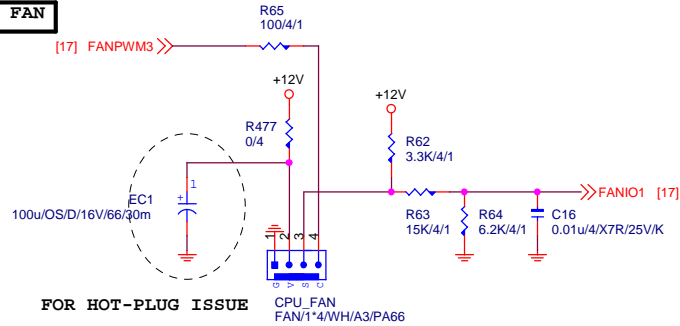 FAN
R65
100/4/1
[17] FANPWM3
+12V
+12V
R477
0/4
R62
3.3K/4/1
1
EC1
+
100u/OS/D/16V/66/30m
FANIO1 [17]
R63
15K/4/1
R64
6.2K/4/1
C16
0.01u/4/X7R/25V/K
1 2 3 4
G V S C
FOR HOT-PLUG ISSUE
CPU_FAN
FAN/1*4/WH/A3/PA66